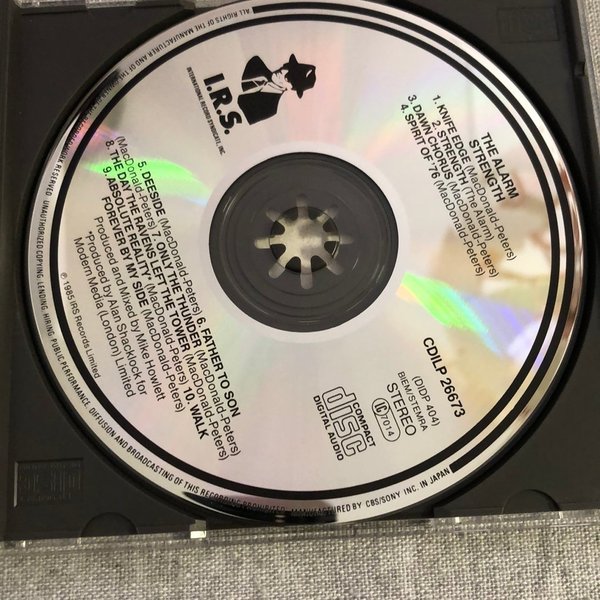 I.R.S.
INTERNATIONAL RECORD SYNDICATE, INC.
THE ALARM
STRENGTH
1. KNIFE EDGE (MacDonald-Peters)
2. STRENGTH (The Alarm)
3. DAWN CHORUS (MacDonald-Peters)
4. SPIRIT OF '76 (MacDonald-Peters)
CDILP 26673
(DIDP 404)
BIEM/STEMRA
STEREO
LC 7014
COMPACT
disc
DIGITAL AUDIO
5. DEESIDE (MacDonald-Peters) 6. FATHER TO SON
(MacDonald-Peters) 7. ONLY THE THUNDER (MacDonald-Peters)
8. THE DAY THE RAVENS LEFT THE TOWER (MacDonald-Peters)
9. ABSOLUTE REALITY* (MacDonald-Peters) 10. WALK
FOREVER BY MY SIDE (MacDonald-Peters)
Produced and Mixed by Mike Howlett
*Produced by Alan Shacklock for
Modern Media (London) Limited
℗ 1985 IRS Records Limited
ALL RIGHTS OF THE MANUFACTURER AND OF THE OWNER OF THE RECORDED WORK RESERVED. UNAUTHORIZED COPYING, LENDING, HIRING, PUBLIC PERFORMANCE, DIFFUSION AND BROADCASTING OF THIS RECORDING PROHIBITED. MANUFACTURED BY CBS/SONY INC. IN JAPAN